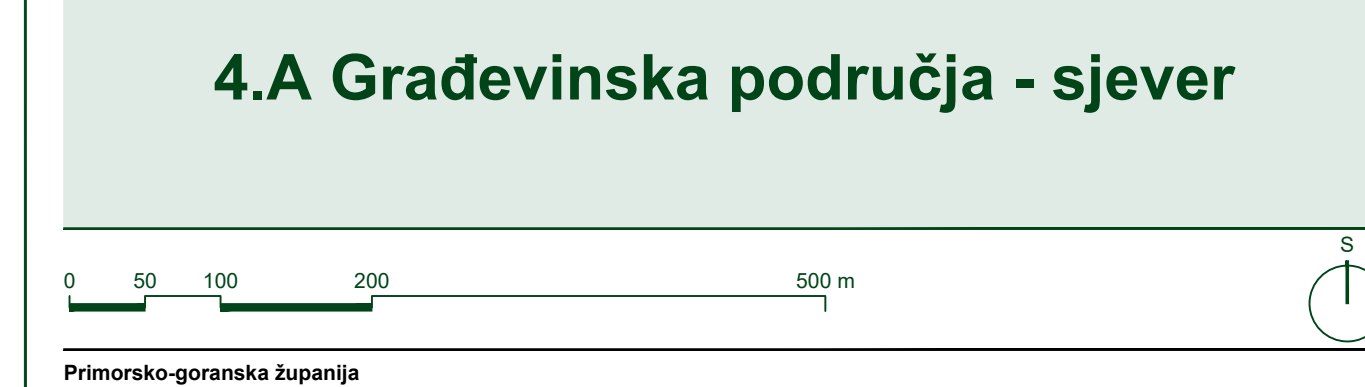 4.A Građevinska područja - sjever
S
0 50 100 200 500 m
Primorsko-goranska županija